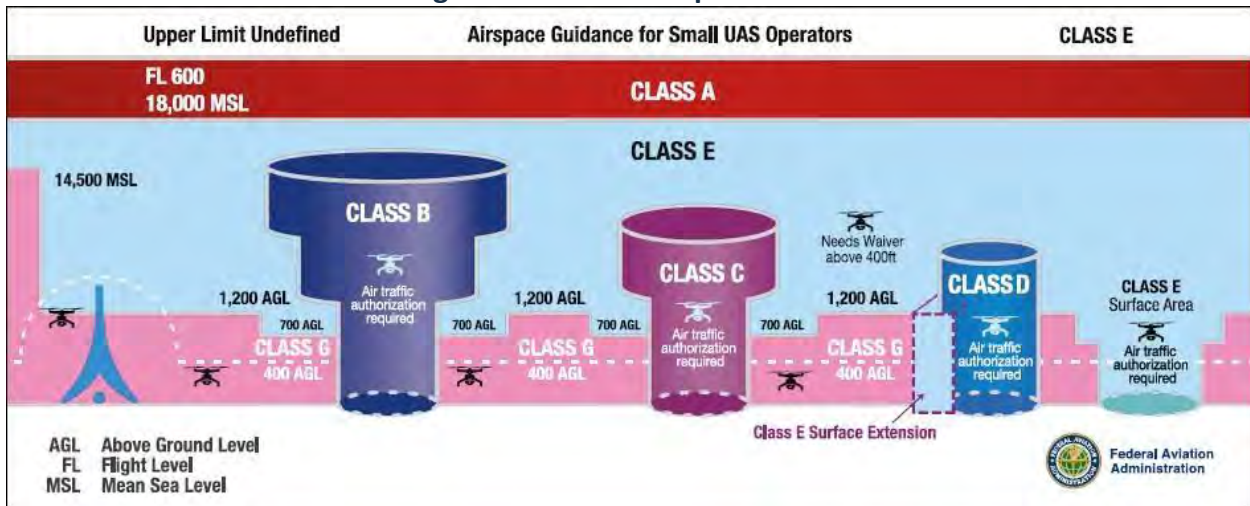 Upper Limit Undefined
Airspace Guidance for Small UAS Operators
CLASS E
FL 600
18,000 MSL
CLASS A
CLASS E
14,500 MSL
CLASS B
Air traffic
authorization
required
CLASS C
Air traffic
authorization
required
Needs Waiver
above 400ft
CLASS D
Air traffic
authorization
required
CLASS E
Surface Area
Air traffic
authorization
required
1,200 AGL
700 AGL
CLASS G
400 AGL
700 AGL
1,200 AGL
700 AGL
CLASS G
400 AGL
700 AGL
1,200 AGL
CLASS G
400 AGL
Class E Surface Extension
AGL Above Ground Level
FL Flight Level
MSL Mean Sea Level
FEDERAL AVIATION
ADMINISTRATION
Federal Aviation
Administration